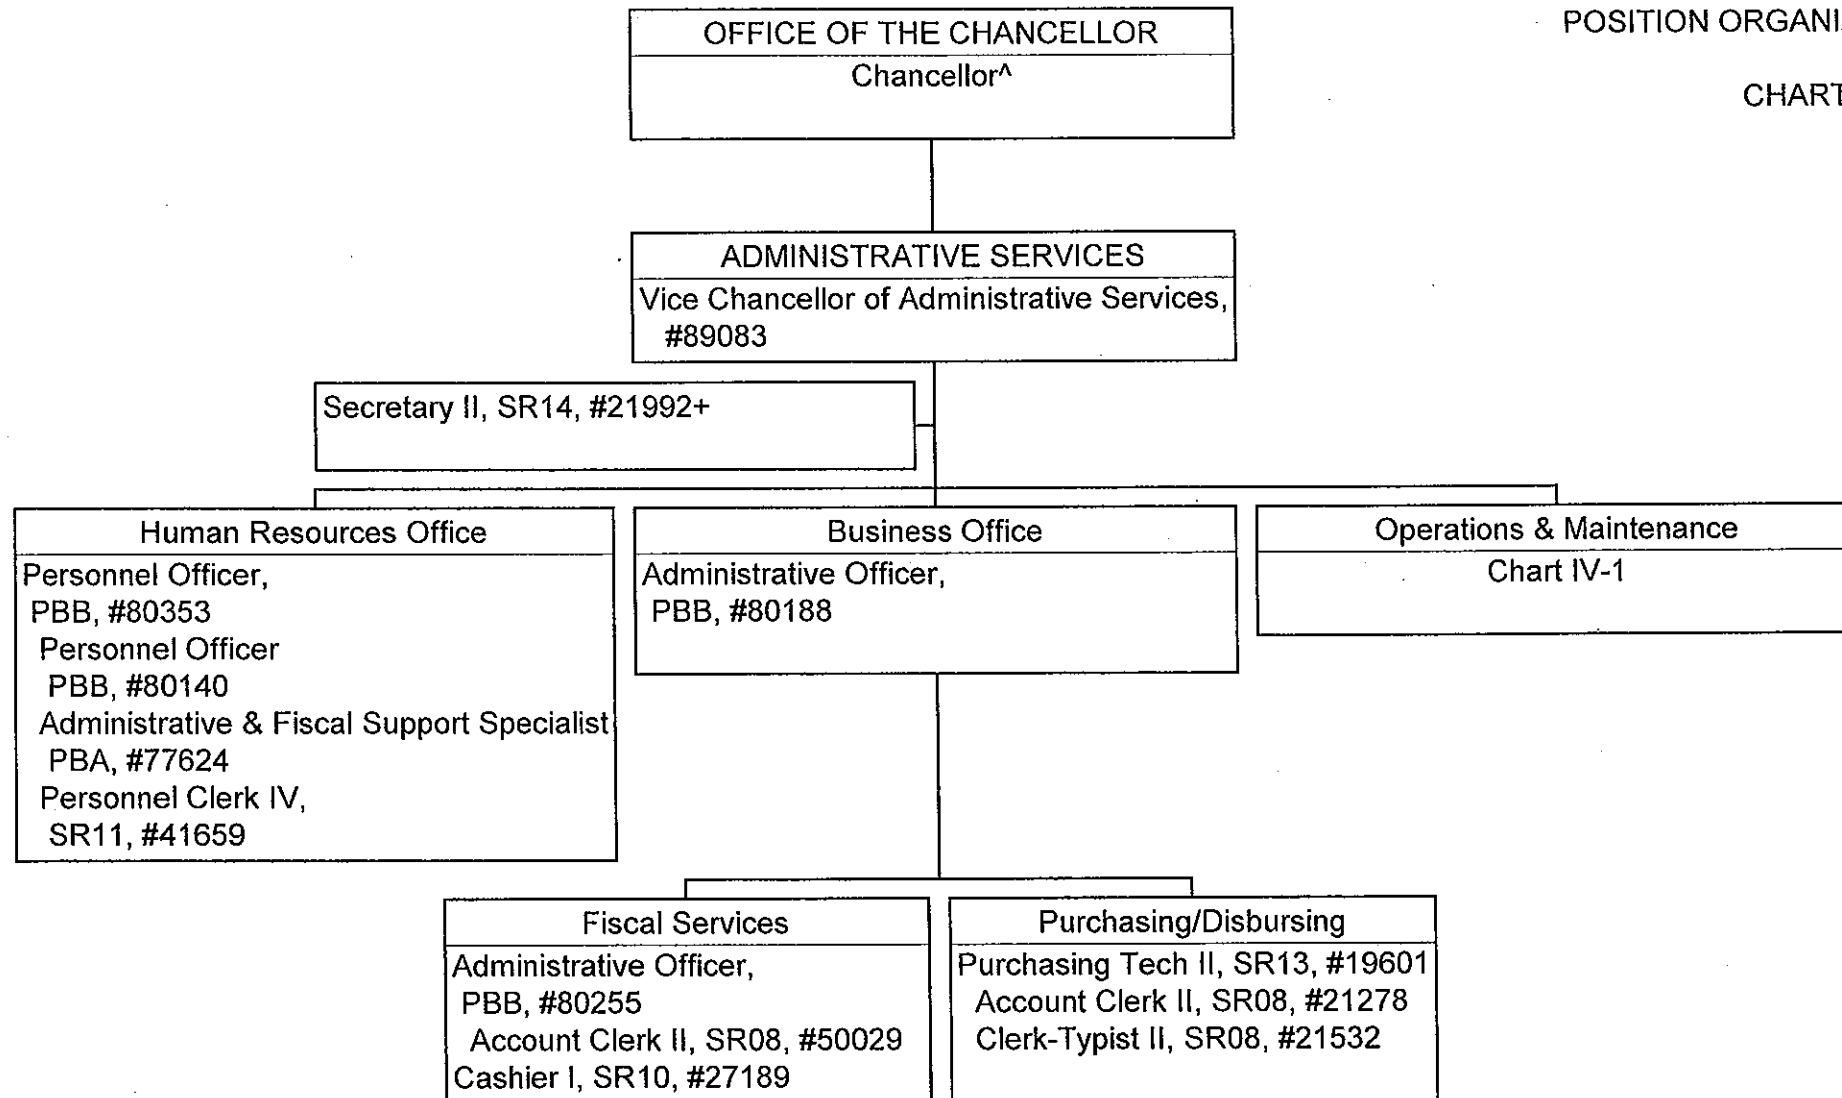 POSITION ORGANI
CHART
OFFICE OF THE CHANCELLOR
Chancellor^
ADMINISTRATIVE SERVICES
Vice Chancellor of Administrative Services,
#89083
Secretary II, SR14, #21992+
Human Resources Office
Personnel Officer,
PBB, #80353
Personnel Officer
PBB, #80140
Administrative & Fiscal Support Specialist
PBA, #77624
Personnel Clerk IV,
SR11, #41659
Business Office
Administrative Officer,
PBB, #80188
Operations & Maintenance
Chart IV-1
Fiscal Services
Administrative Officer,
PBB, #80255
Account Clerk II, SR08, #50029
Cashier I, SR10, #27189
Purchasing/Disbursing
Purchasing Tech II, SR13, #19601
Account Clerk II, SR08, #21278
Clerk-Typist II, SR08, #21532